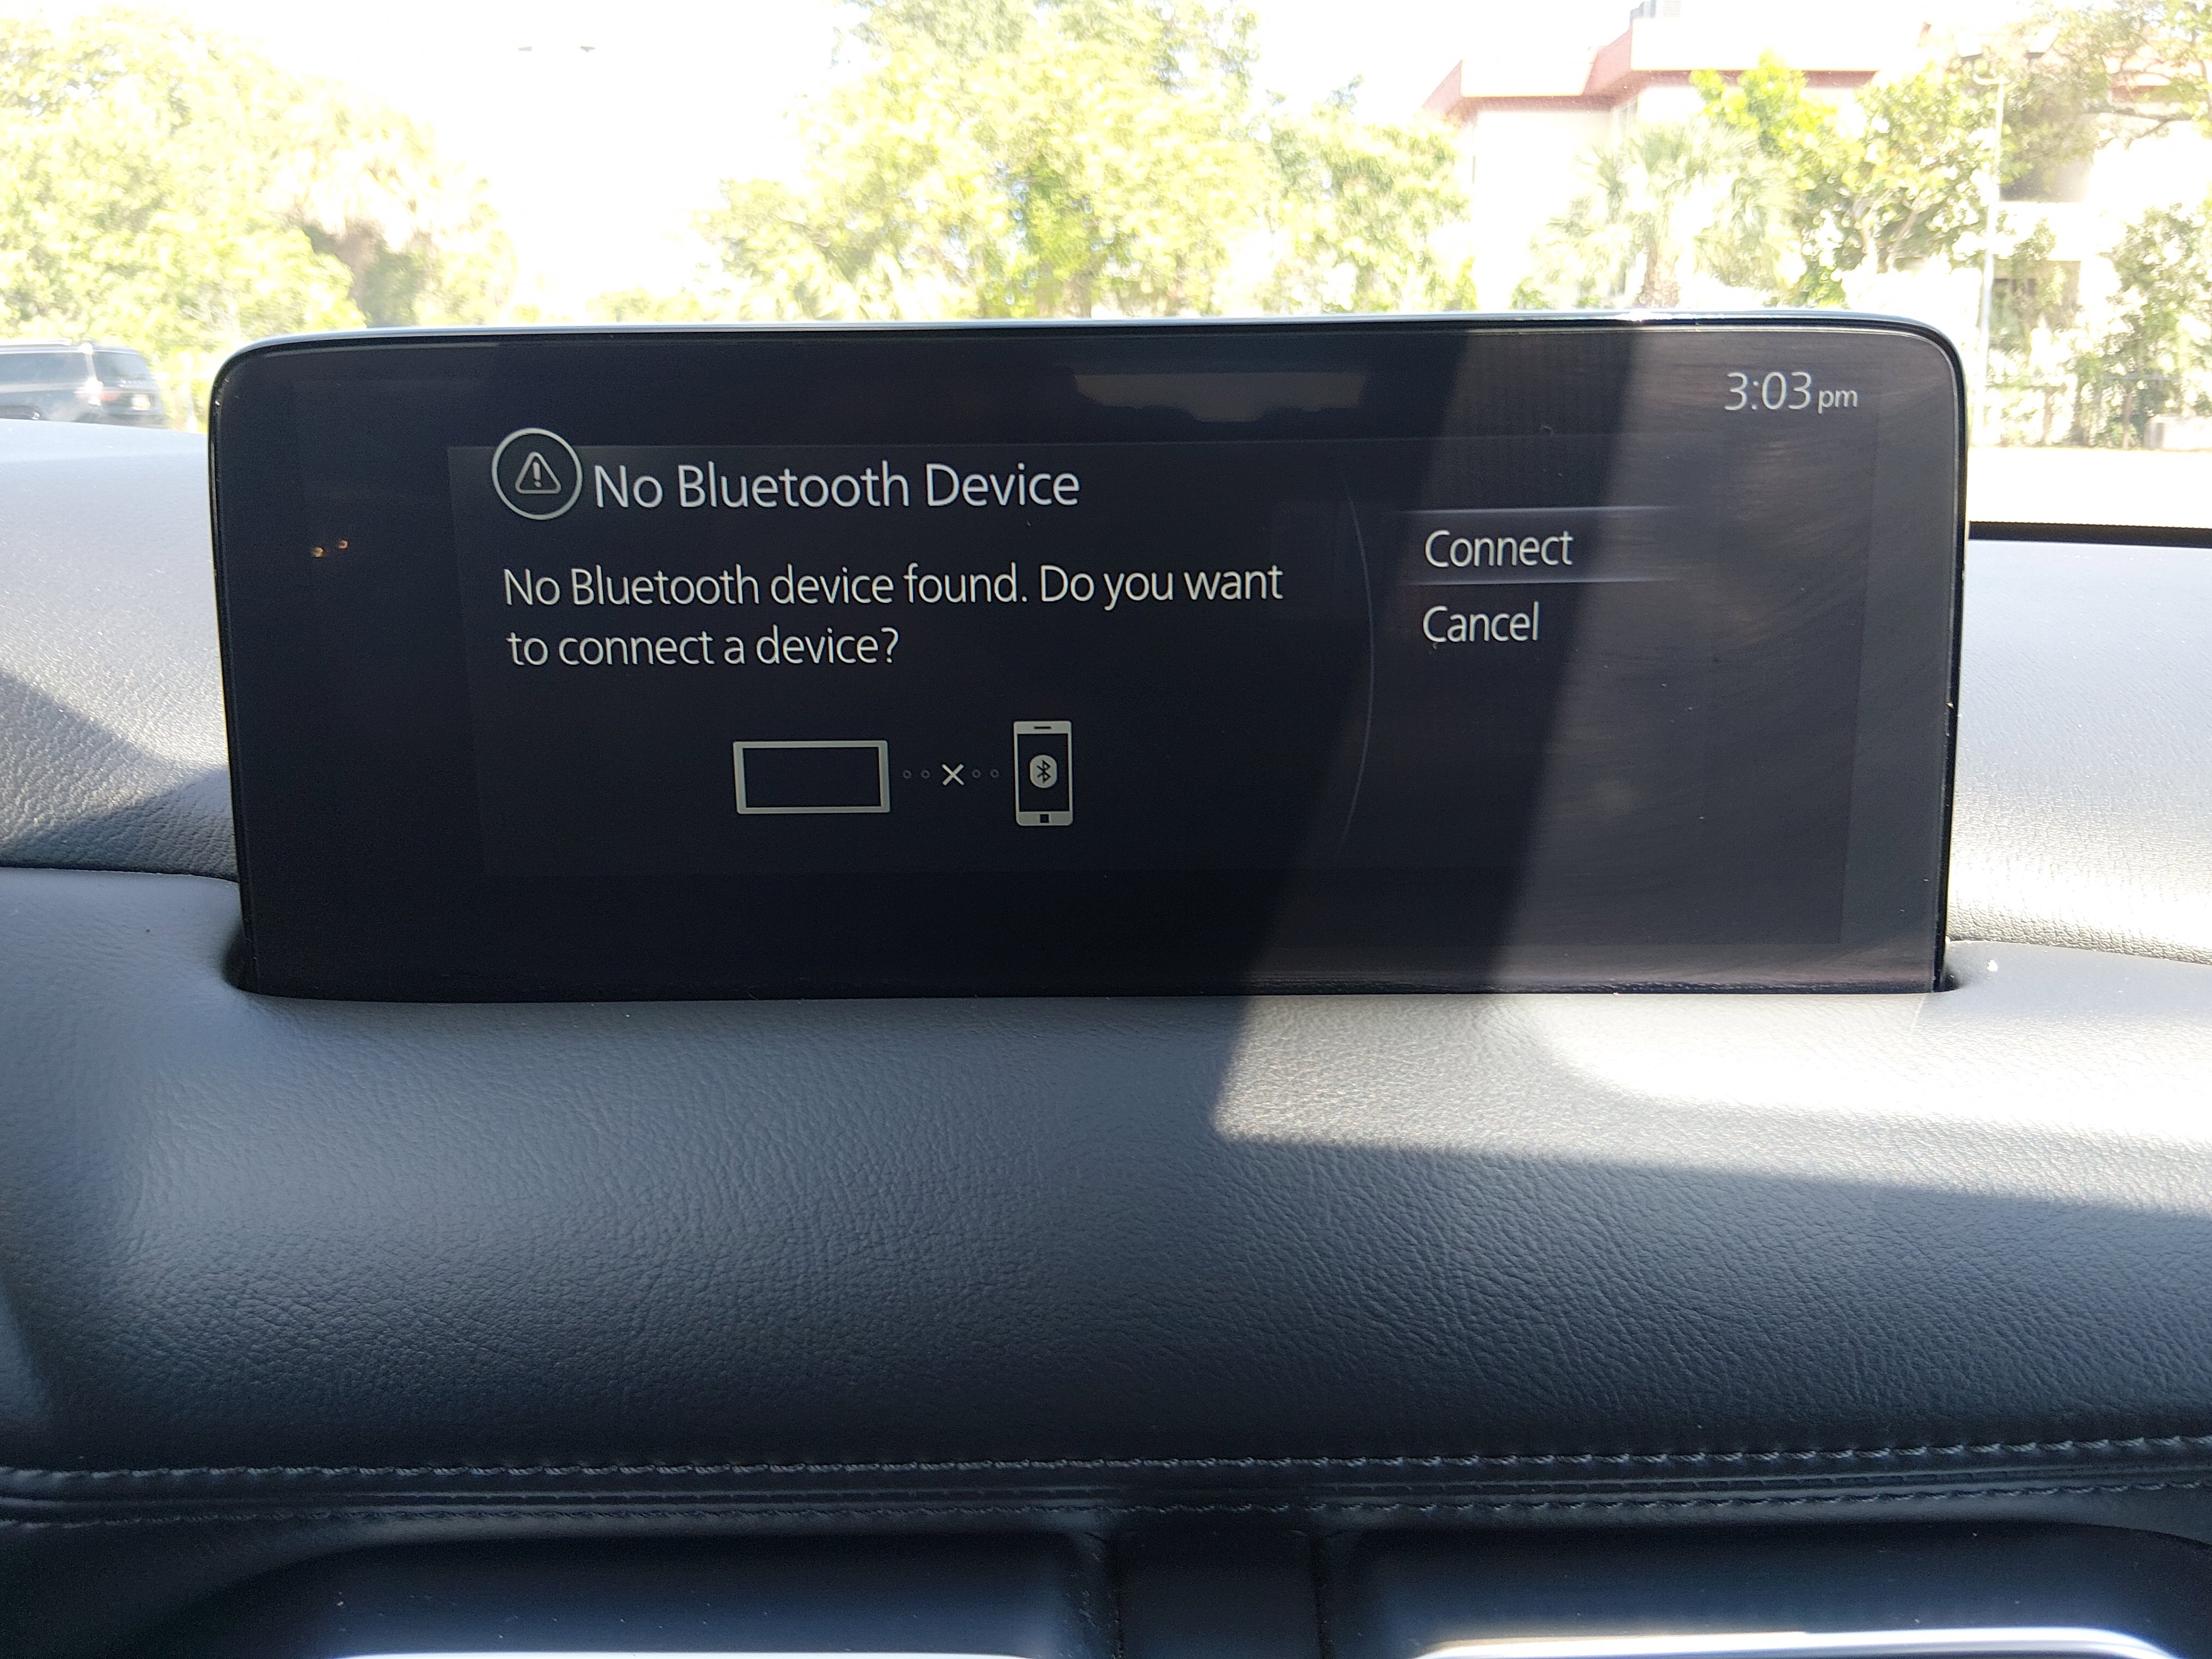 3:03 pm
No Bluetooth Device
No Bluetooth device found. Do you want
to connect a device?
Connect
Cancel